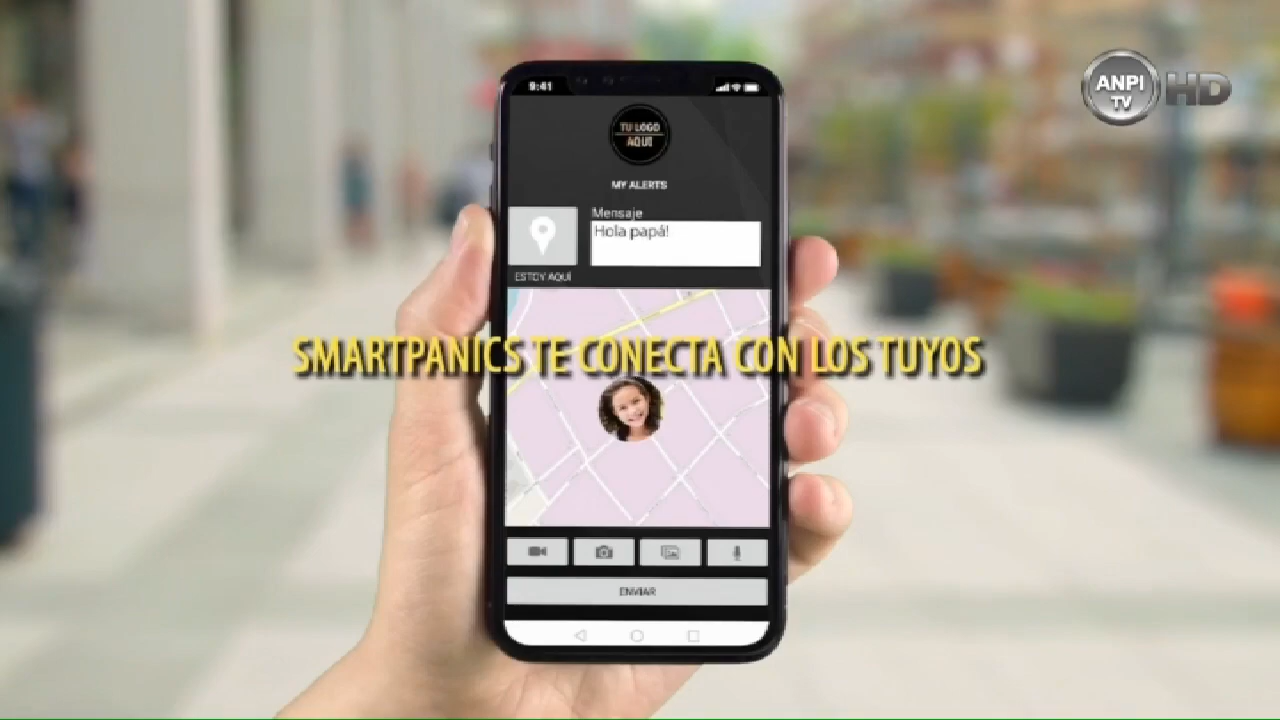 ANPI
TV
HD
9:41
TU LOGO
AQUÍ
MY ALERTS
Mensaje
Hola papá!
ESTOY AQUÍ
SMARTPANICS TE CONECTA CON LOS TUYOS
ENVIAR